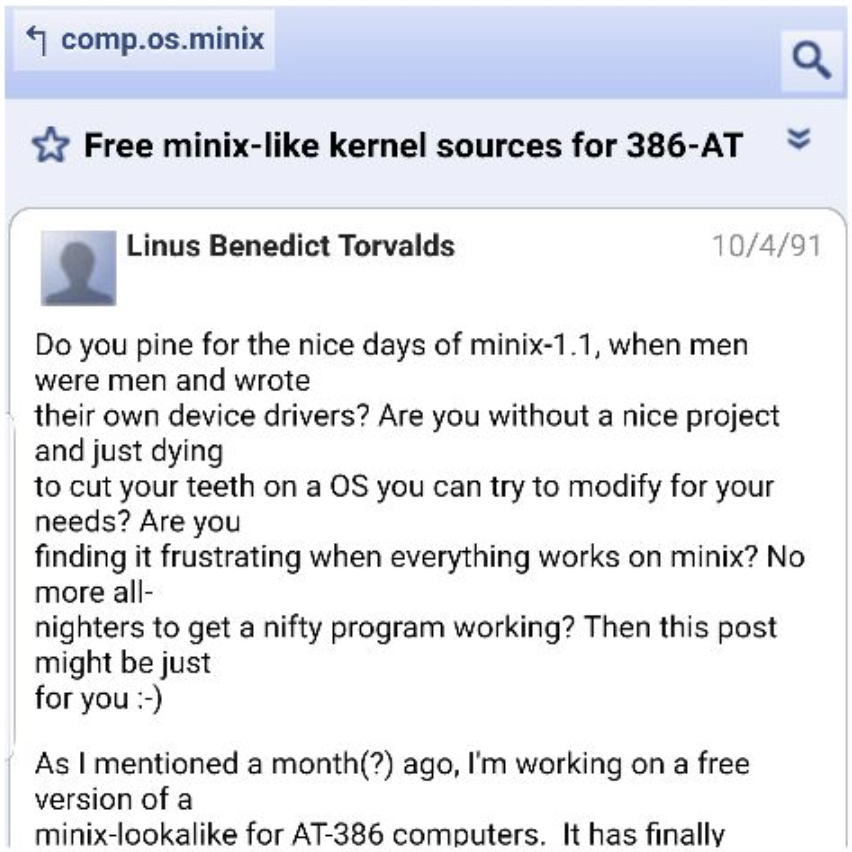 comp.os.minix
Free minix-like kernel sources for 386-AT
Linus Benedict Torvalds 10/4/91
Do you pine for the nice days of minix-1.1, when men
were men and wrote
their own device drivers? Are you without a nice project
and just dying
to cut your teeth on a OS you can try to modify for your
needs? Are you
finding it frustrating when everything works on minix? No
more all-
nighters to get a nifty program working? Then this post
might be just
for you :-)
As I mentioned a month(?) ago, I'm working on a free
version of a
minix-lookalike for AT-386 computers.  It has finally